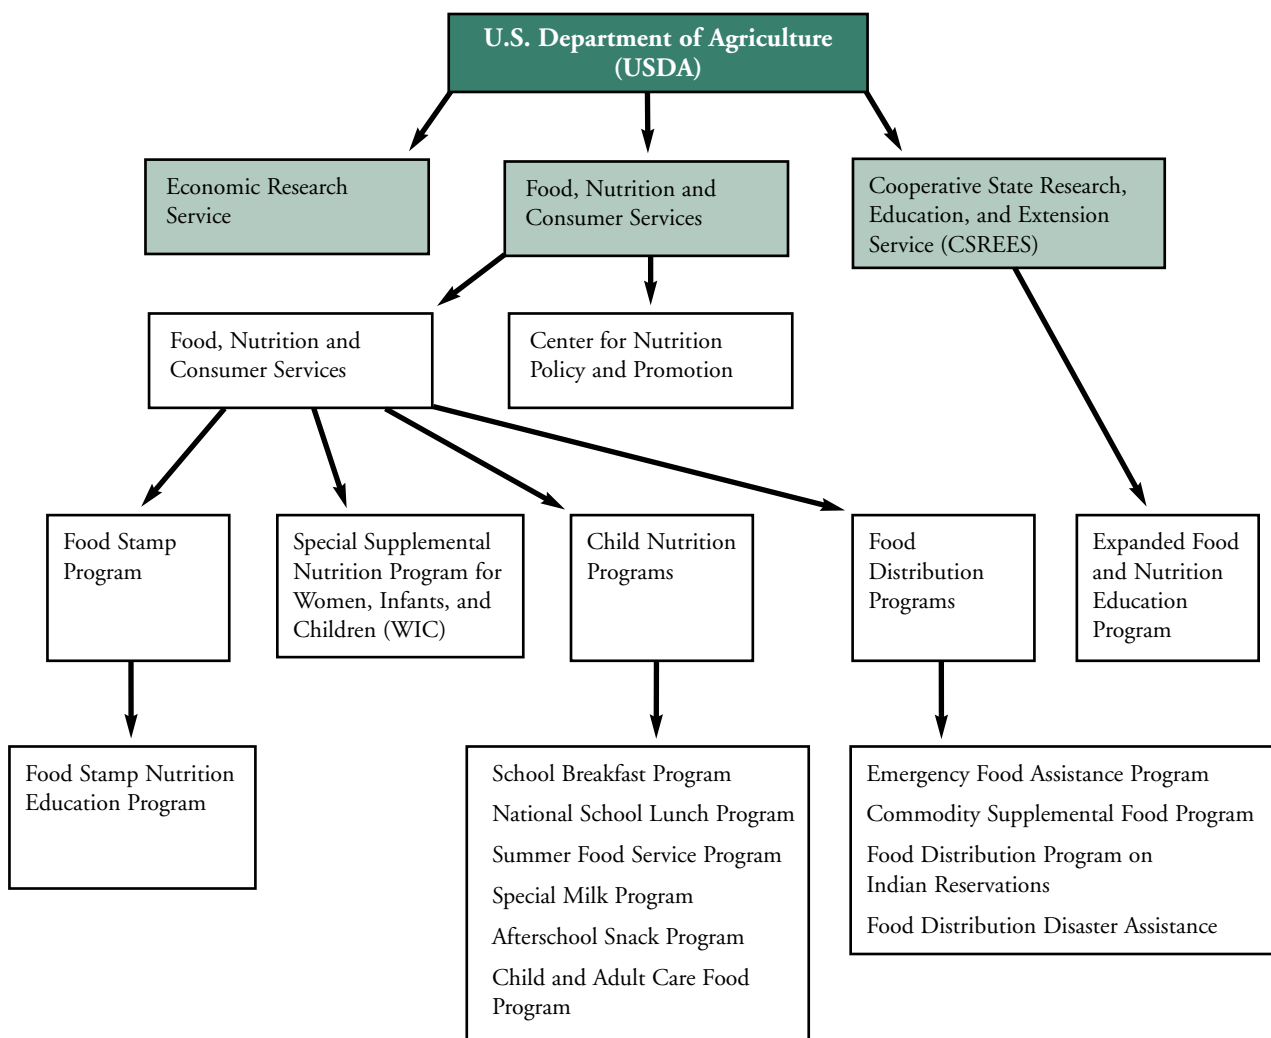 U.S. Department of Agriculture
(USDA)
Economic Research
Service
Food, Nutrition and
Consumer Services
Cooperative State Research,
Education, and Extension
Service (CSREES)
Food, Nutrition and
Consumer Services
Center for Nutrition
Policy and Promotion
Food Stamp
Program
Special Supplemental
Nutrition Program for
Women, Infants, and
Children (WIC)
Child Nutrition
Programs
Food
Distribution
Programs
Expanded Food
and Nutrition
Education
Program
Food Stamp Nutrition
Education Program
School Breakfast Program
National School Lunch Program
Summer Food Service Program
Special Milk Program
Afterschool Snack Program
Child and Adult Care Food
Program
Emergency Food Assistance Program
Commodity Supplemental Food Program
Food Distribution Program on
Indian Reservations
Food Distribution Disaster Assistance